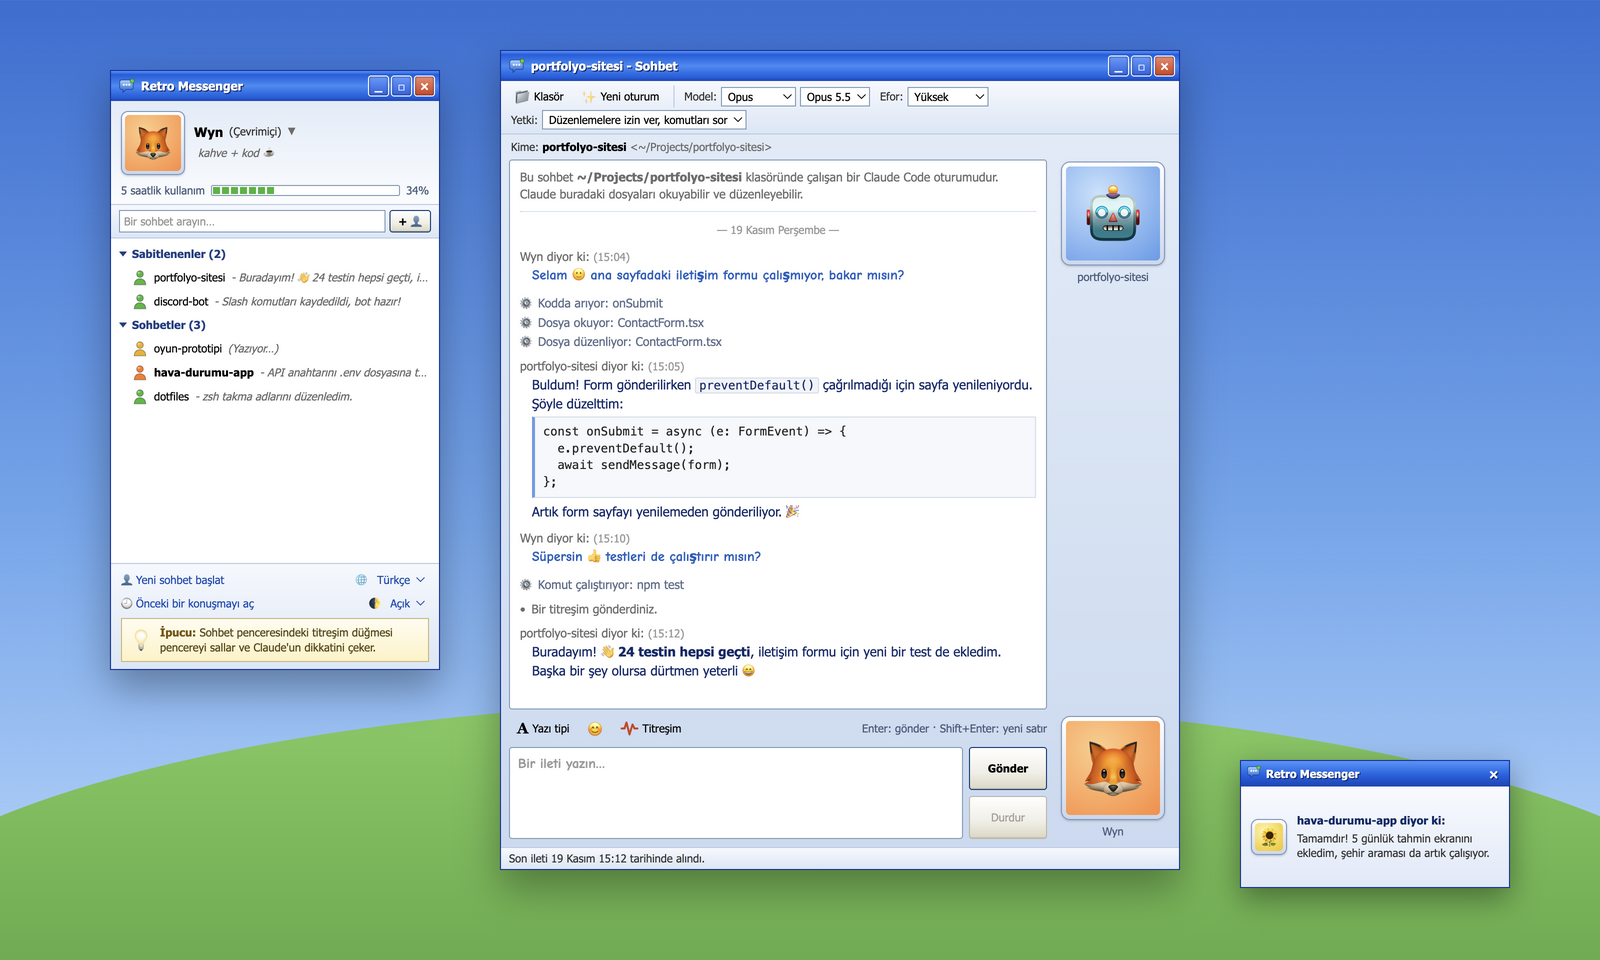 Retro Messenger
Wyn (Çevrimiçi) ▼
kahve + kod ☕
5 saatlik kullanım 34%
Bir sohbet arayın...
+
Sabitlenenler (2)
portfolyo-sitesi - Buradayım! 👋 24 testin hepsi geçti, i...
discord-bot - Slash komutları kaydedildi, bot hazır!
Sohbetler (3)
oyun-prototipi (Yazıyor...)
hava-durumu-app - API anahtarını .env dosyasına t...
dotfiles - zsh takma adlarını düzenledim.
Yeni sohbet başlat
Türkçe
Önceki bir konuşmayı aç
Açık
İpucu: Sohbet penceresindeki titreşim düğmesi
pencereyi sallar ve Claude'un dikkatini çeker.
portfolyo-sitesi - Sohbet
Klasör Yeni oturum Model: Opus Opus 5.5 Efor: Yüksek
Yetki: Düzenlemelere izin ver, komutları sor
Kime: portfolyo-sitesi <~/Projects/portfolyo-sitesi>
Bu sohbet ~/Projects/portfolyo-sitesi klasöründe çalışan bir Claude Code oturumudur.
Claude buradaki dosyaları okuyabilir ve düzenleyebilir.
— 19 Kasım Perşembe —
Wyn diyor ki: (15:04)
Selam 🙂 ana sayfadaki iletişim formu çalışmıyor, bakar mısın?
Kodda arıyor: onSubmit
Dosya okuyor: ContactForm.tsx
Dosya düzenliyor: ContactForm.tsx
portfolyo-sitesi diyor ki: (15:05)
Buldum! Form gönderilirken preventDefault() çağrılmadığı için sayfa yenileniyordu.
Şöyle düzelttim:
const onSubmit = async (e: FormEvent) => {
e.preventDefault();
await sendMessage(form);
};
Artık form sayfayı yenilemeden gönderiliyor. 🎉
Wyn diyor ki: (15:10)
Süpersin 👍 testleri de çalıştırır mısın?
Komut çalıştırıyor: npm test
• Bir titreşim gönderdiniz.
portfolyo-sitesi diyor ki: (15:12)
Buradayım! 👋 24 testin hepsi geçti, iletişim formu için yeni bir test de ekledim.
Başka bir şey olursa dürtmen yeterli 😄
A Yazı tipi 😊 Titreşim
Enter: gönder · Shift+Enter: yeni satır
Bir ileti yazın...
Gönder
Durdur
Son ileti 19 Kasım 15:12 tarihinde alındı.
portfolyo-sitesi
Wyn
Retro Messenger
hava-durumu-app diyor ki:
Tamamdır! 5 günlük tahmin ekranını
ekledim, şehir araması da artık çalışıyor.